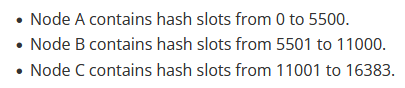 • Node A contains hash slots from 0 to 5500.
• Node B contains hash slots from 5501 to 11000.
• Node C contains hash slots from 11001 to 16383.